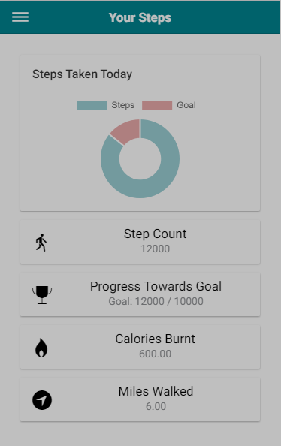 Your Steps
Steps Taken Today
Steps Goal
Step Count
12000
Progress Towards Goal
Goal: 12000 / 10000
Calories Burnt
600.00
Miles Walked
6.00